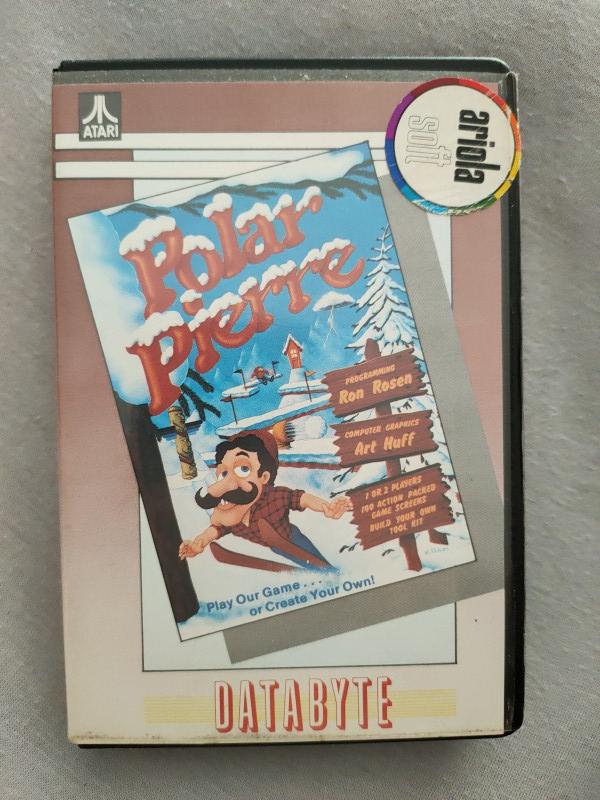 ATARI
ariola
soft
Polar
Pierre
PROGRAMMING
Ron Rosen
COMPUTER GRAPHICS
Art Huff
1 OR 2 PLAYERS
100 ACTION PACKED
GAME SCREENS
BUILD YOUR OWN
TOOL KIT
Play Our Game . . .
or Create Your Own!
DATABYTE